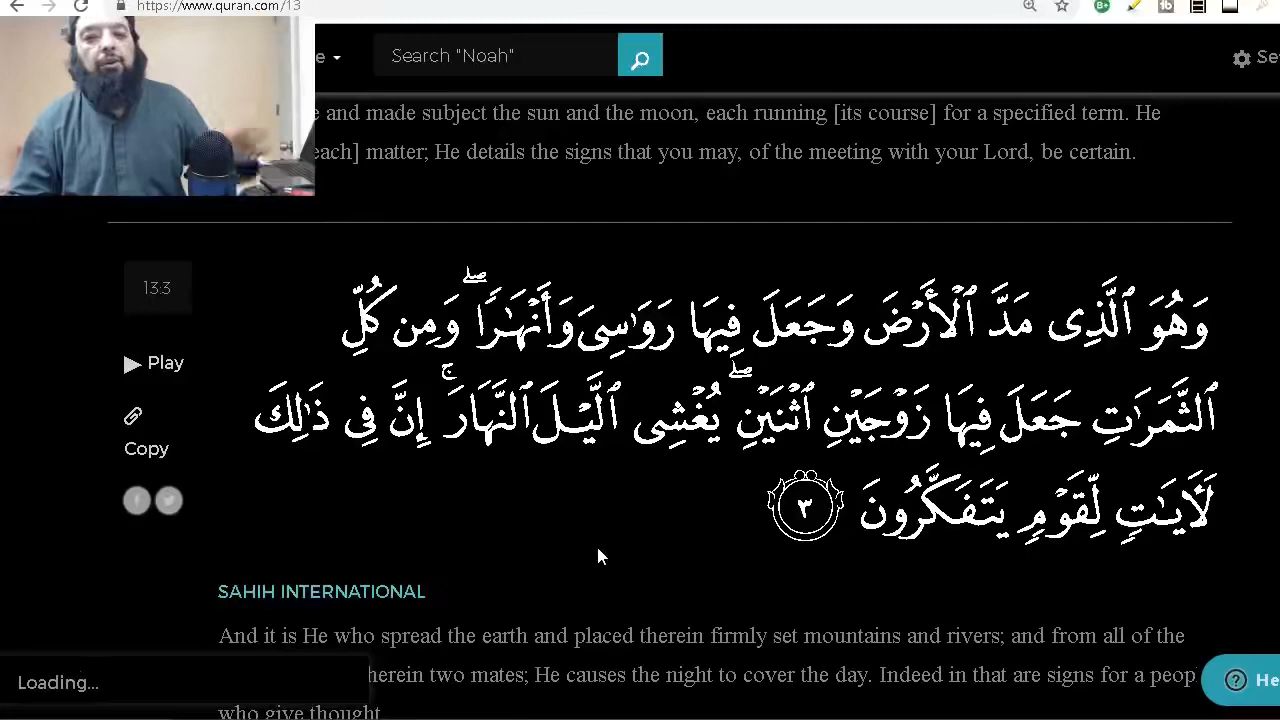 https://www.quran.com/13
e
Search "Noah"
and made subject the sun and the moon, each running [its course] for a specified term. He
each] matter; He details the signs that you may, of the meeting with your Lord, be certain.
13:3
وَهُوَ ٱلَّذِى مَدَّ ٱلْأَرْضَ وَجَعَلَ فِيهَا رَوَٰسِىَ وَأَنْهَـٰرًا ۖ وَمِن كُلِّ
ٱلثَّمَرَٰتِ جَعَلَ فِيهَا زَوْجَيْنِ ٱثْنَيْنِ ۖ يُغْشِى ٱلَّيْلَ ٱلنَّهَارَ ۚ إِنَّ فِى ذَٰلِكَ
لَـَٔايَـٰتٍ لِّقَوْمٍ يَتَفَكَّرُونَ ٣
Play
Copy
SAHIH INTERNATIONAL
And it is He who spread the earth and placed therein firmly set mountains and rivers; and from all of the
herein two mates; He causes the night to cover the day. Indeed in that are signs for a peop
who give thought
Loading...
He